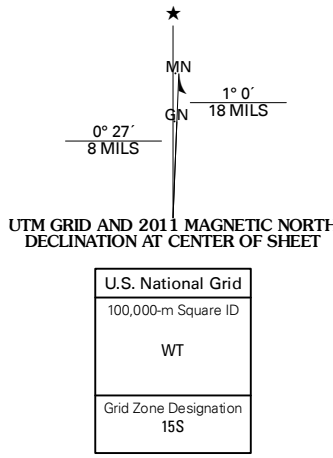 ★
MN
GN
1° 0´
18 MILS
0° 27´
8 MILS
UTM GRID AND 2011 MAGNETIC NORTH
DECLINATION AT CENTER OF SHEET
U.S. National Grid
100,000-m Square ID
WT
Grid Zone Designation
15S